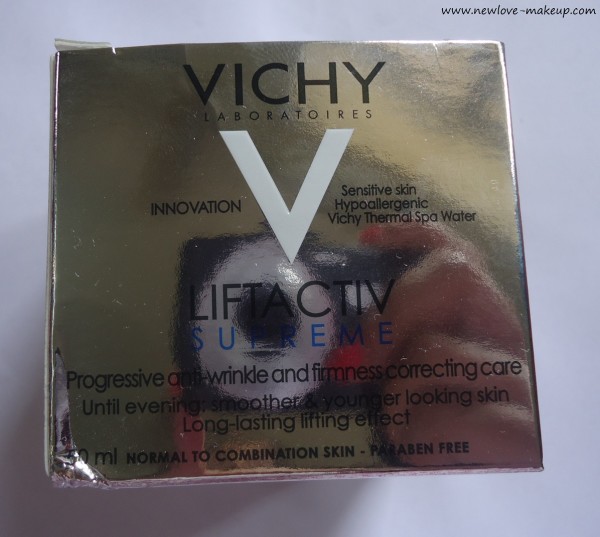 www.newlove-makeup.com
VICHY
LABORATOIRES
V
Sensitive skin
INNOVATION Hypoallergenic
Vichy Thermal Spa Water
LIFTACTIV
SUPREME
Progressive anti-wrinkle and firmness correcting care
Until evening: smoother & younger looking skin
Long-lasting lifting effect
ml NORMAL TO COMBINATION SKIN - PARABEN FREE